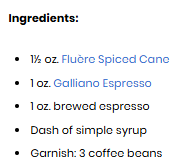 Ingredients:
• 1½ oz. Fluère Spiced Cane
• 1 oz. Galliano Espresso
• 1 oz. brewed espresso
• Dash of simple syrup
• Garnish: 3 coffee beans